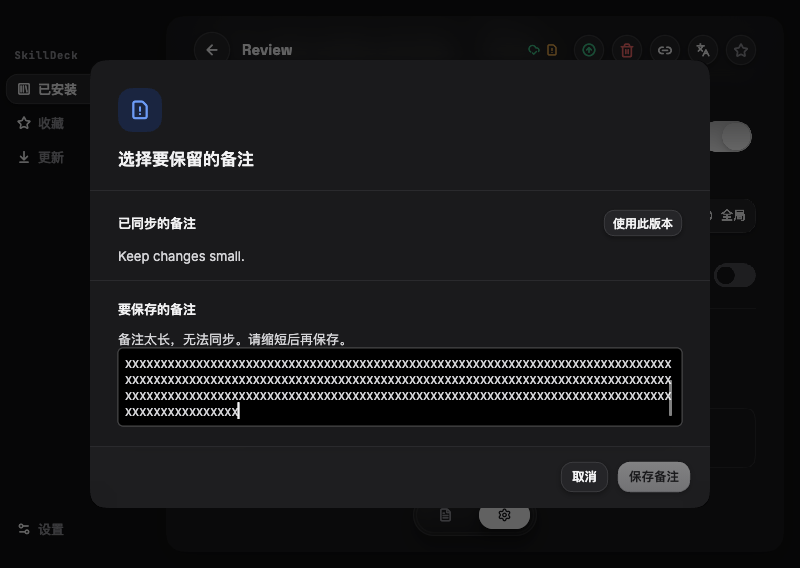 SkillDeck
Review
已安装
收藏
更新
选择要保留的备注
全局
已同步的备注
使用此版本
Keep changes small.
要保存的备注
备注太长，无法同步。请缩短后再保存。
xxxxxxxxxxxxxxxxxxxxxxxxxxxxxxxxxxxxxxxxxxxxxxxxxxxxxxxxxxxxxxxxxxxxxxxxxxxxx
xxxxxxxxxxxxxxxxxxxxxxxxxxxxxxxxxxxxxxxxxxxxxxxxxxxxxxxxxxxxxxxxxxxxxxxxxxxxx
xxxxxxxxxxxxxxxxxxxxxxxxxxxxxxxxxxxxxxxxxxxxxxxxxxxxxxxxxxxxxxxxxxxxxxxxxxxxx
xxxxxxxxxxxxxxxx
取消
保存备注
设置